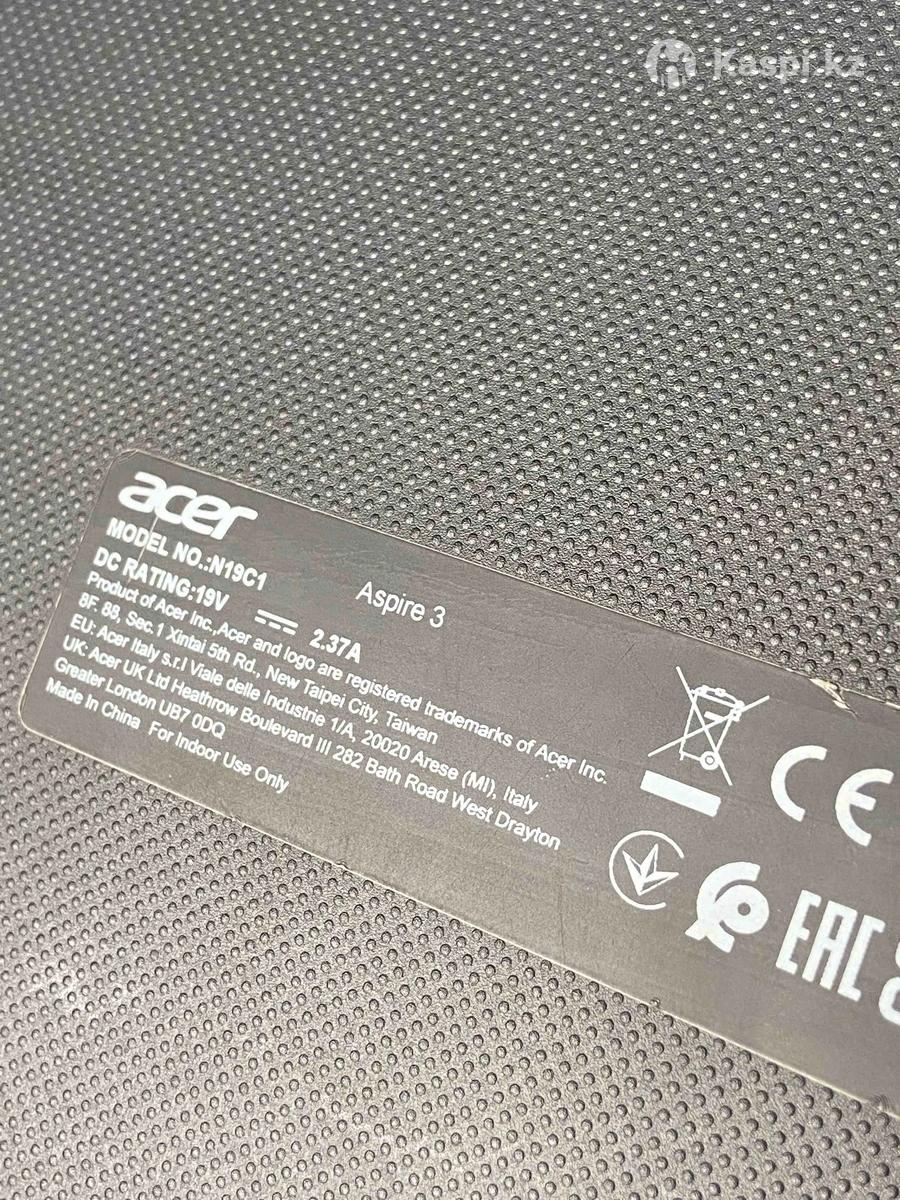 Kaspi.kz
acer
MODEL NO.:N19C1 Aspire 3
DC RATING:19V 2.37A
Product of Acer Inc.,Acer and logo are registered trademarks of Acer Inc.
8F. 88, Sec.1 Xintai 5th Rd., New Taipei City, Taiwan
EU: Acer Italy s.r.l Viale delle Industrie 1/A, 20020 Arese (MI), Italy
UK: Acer UK Ltd Heathrow Boulevard III 282 Bath Road West Drayton
Greater London UB7 0DQ
Made In China For Indoor Use Only
CE
EAC